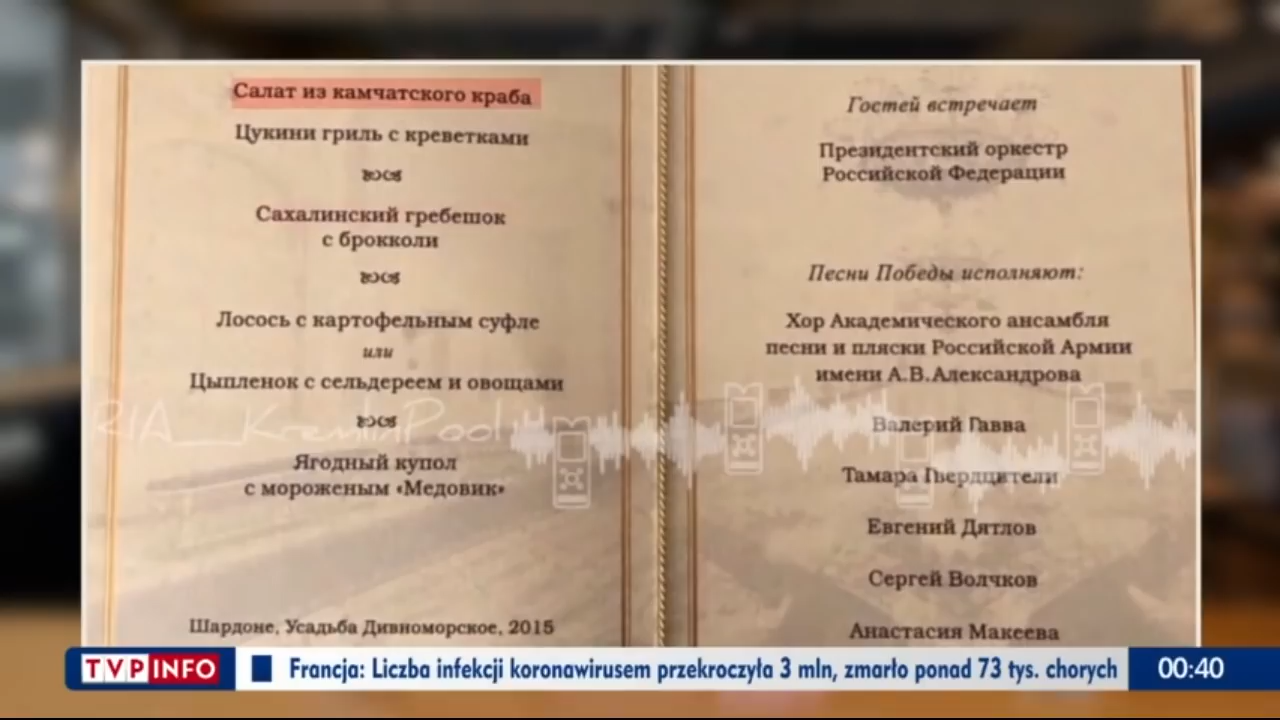 Салат из камчатского краба
Цукини гриль с креветками
Сахалинский гребешок
с брокколи
Лосось с картофельным суфле
или
Цыпленок с сельдереем и овощами
Ягодный купол
с мороженым «Медовик»
Шардоне, Усадьба Дивноморское, 2015
Гостей встречает
Президентский оркестр
Российской Федерации
Песни Победы исполняют:
Хор Академического ансамбля
песни и пляски Российской Армии
имени А.В.Александрова
Валерий Гавва
Тамара Гвердцители
Евгений Дятлов
Сергей Волчков
Анастасия Макеева
RIA_KremlinPool
TVP INFO
Francja: Liczba infekcji koronawirusem przekroczyła 3 mln, zmarło ponad 73 tys. chorych
00:40